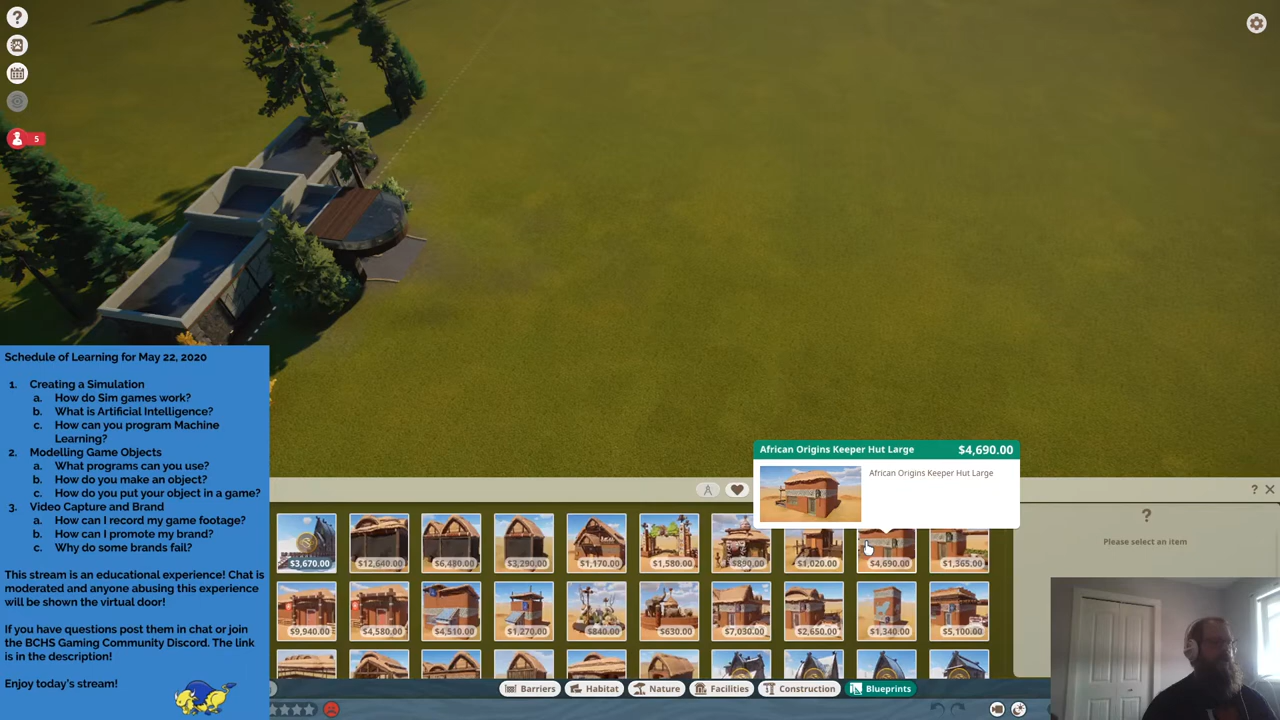 ?
5
Schedule of Learning for May 22, 2020
1. Creating a Simulation
a. How do Sim games work?
b. What is Artificial Intelligence?
c. How can you program Machine
Learning?
2. Modelling Game Objects
a. What programs can you use?
b. How do you make an object?
c. How do you put your object in a game?
3. Video Capture and Brand
a. How can I record my game footage?
b. How can I promote my brand?
c. Why do some brands fail?
This stream is an educational experience! Chat is
moderated and anyone abusing this experience
will be shown the virtual door!
If you have questions post them in chat or join
the BCHS Gaming Community Discord. The link
is in the description!
Enjoy today's stream!
African Origins Keeper Hut Large $4,690.00
African Origins Keeper Hut Large
? ×
?
Please select an item
$3,670.00 $12,640.00 $6,480.00 $3,290.00 $1,170.00 $1,580.00 $890.00 $1,020.00 $4,690.00 $1,365.00
$9,940.00 $4,580.00 $4,510.00 $1,270.00 $840.00 $630.00 $7,030.00 $2,650.00 $1,340.00 $5,100.00
Barriers Habitat Nature Facilities Construction Blueprints